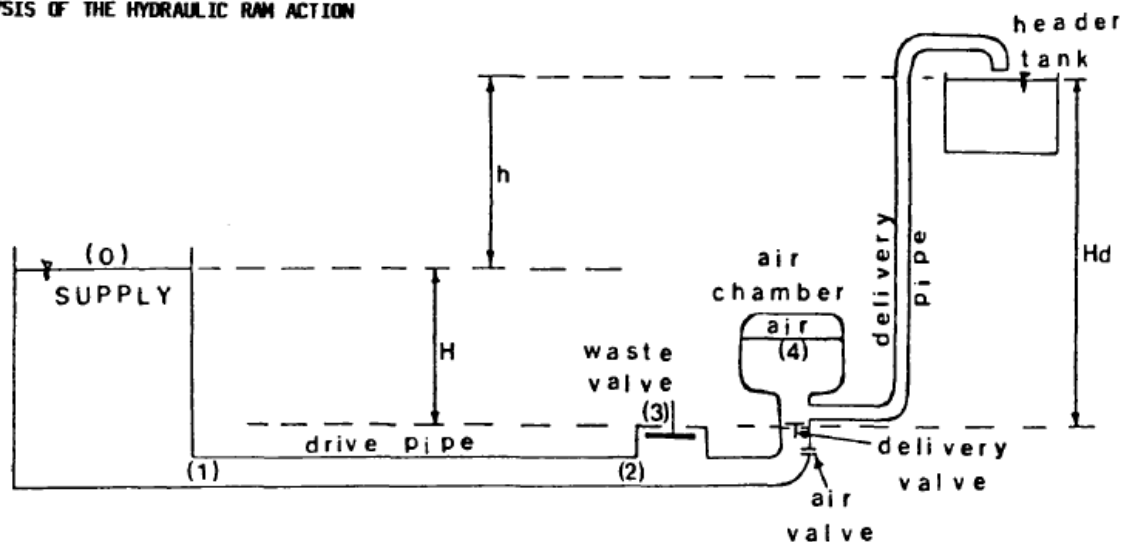 YSIS OF THE HYDRAULIC RAM ACTION
header
tank
h
Hd
(0)
SUPPLY
H
air
chamber
air
(4)
delivery
pipe
waste
valve
(3)
drive pipe
(1)
(2)
delivery
valve
air
valve